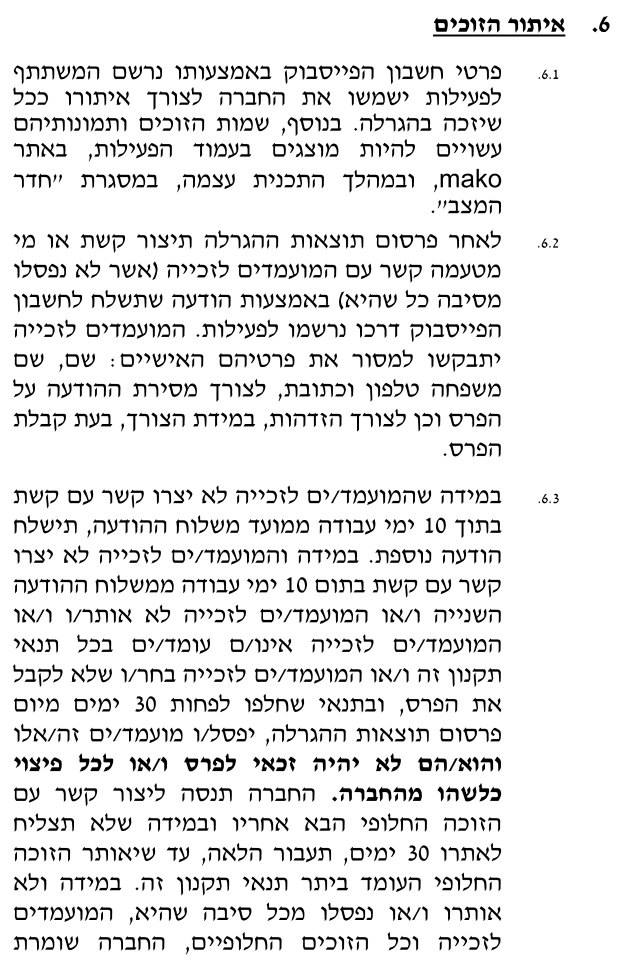 6. איתור הזוכים
6.1. פרטי חשבון הפייסבוק באמצעותו נרשם המשתתף
לפעילות ישמשו את החברה לצורך איתורו ככל
שיזכה בהגרלה. בנוסף, שמות הזוכים ותמונותיהם
עשויים להיות מוצגים בעמוד הפעילות, באתר
mako, ובמהלך התכנית עצמה, במסגרת "חדר
המצב".
6.2. לאחר פרסום תוצאות ההגרלה תיצור קשת או מי
מטעמה קשר עם המועמדים לזכייה (אשר לא נפסלו
מסיבה כל שהיא) באמצעות הודעה שתשלח לחשבון
הפייסבוק דרכו נרשמו לפעילות. המועמדים לזכייה
יתבקשו למסור את פרטיהם האישיים: שם, שם
משפחה טלפון וכתובת, לצורך מסירת ההודעה על
הפרס וכן לצורך הזדהות, במידת הצורך, בעת קבלת
הפרס.
6.3. במידה שהמועמד/ים לזכייה לא יצרו קשר עם קשת
בתוך 10 ימי עבודה ממועד משלוח ההודעה, תישלח
הודעה נוספת. במידה והמועמד/ים לזכייה לא יצרו
קשר עם קשת בתום 10 ימי עבודה ממשלוח ההודעה
השנייה ו/או המועמד/ים לזכייה לא אותר/ו ו/או
המועמד/ים לזכייה אינו/ם עומד/ים בכל תנאי
תקנון זה ו/או המועמד/ים לזכייה בחר/ו שלא לקבל
את הפרס, ובתנאי שחלפו לפחות 30 ימים מיום
פרסום תוצאות ההגרלה, יפסל/ו מועמד/ים זה/אלו
והוא/הם לא יהיה זכאי לפרס ו/או לכל פיצוי
כלשהו מהחברה. החברה תנסה ליצור קשר עם
הזוכה החלופי הבא אחריו ובמידה שלא תצליח
לאתרו 30 ימים, תעבור הלאה, עד שיאותר הזוכה
החלופי העומד ביתר תנאי תקנון זה. במידה ולא
אותרו ו/או נפסלו מכל סיבה שהיא, המועמדים
לזכייה וכל הזוכים החלופיים, החברה שומרת